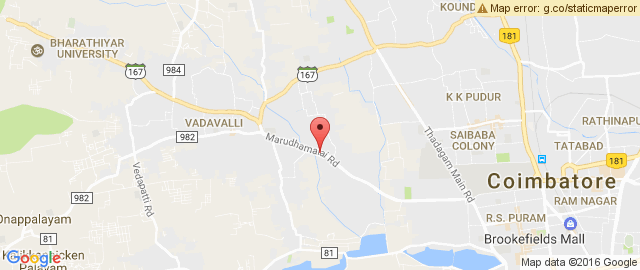 KOUND
Map error: g.co/staticmaperror
BHARATHIYAR
UNIVERSITY
167
984
167
181
K K PUDUR
RATHINAPU
VADAVALLI
982
Marudhamalai Rd
Thadagam Main Rd
SAIBABA
COLONY
TATABAD
181
Coimbatore
982
Vedapatti Rd
RAM NAGAR
Onappalayam
R.S. PURAM
81
Brookefields Mall
81
Palayam
Google
Map data ©2016 Google